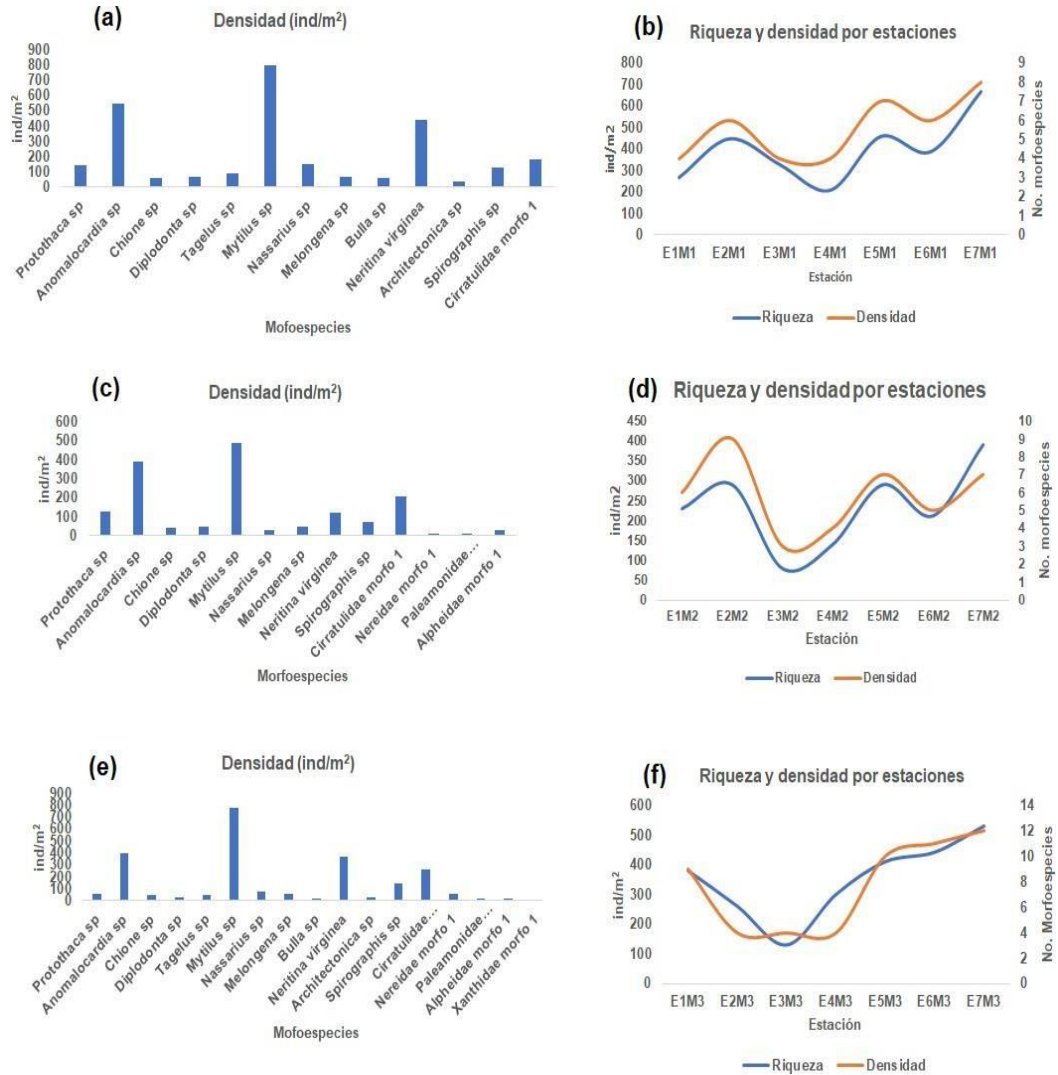 (a)
Densidad (ind/m²)
ind/m²
900
800
700
600
500
400
300
200
100
0
Protothaca sp
Anomalocardia sp
Chione sp
Diplodonta sp
Tagelus sp
Mytilus sp
Nassarius sp
Melongena sp
Bulla sp
Neritina virginea
Architectonica sp
Spirographis sp
Cirratulidae morfo 1
Mofoespecies
(b)
Riqueza y densidad por estaciones
ind/m2
800
700
600
500
400
300
200
100
0
9
8
7
6
5
4
3
2
1
0
No. morfoespecies
E1M1 E2M1 E3M1 E4M1 E5M1 E6M1 E7M1
Estación
Riqueza Densidad
(c)
Densidad (ind/m²)
ind/m²
600
500
400
300
200
100
0
Protothaca sp
Anomalocardia sp
Chione sp
Diplodonta sp
Mytilus sp
Nassarius sp
Melongena sp
Neritina virginea
Spirographis sp
Cirratulidae morfo 1
Nereidae morfo 1
Paleamonidae...
Alpheidae morfo 1
Morfoespecies
(d)
Riqueza y densidad por estaciones
ind/m2
450
400
350
300
250
200
150
100
50
0
10
9
8
7
6
5
4
3
2
1
0
No. morfoespecies
E1M2 E2M2 E3M2 E4M2 E5M2 E6M2 E7M2
Estación
Riqueza Densidad
(e)
Densidad (ind/m²)
ind/m²
900
800
700
600
500
400
300
200
100
0
Protothaca sp
Anomalocardia sp
Chione sp
Diplodonta sp
Tagelus sp
Mytilus sp
Nassarius sp
Melongena sp
Bulla sp
Neritina virginea
Architectonica sp
Spirographis sp
Cirratulidae...
Nereidae morfo 1
Paleamonidae...
Alpheidae morfo 1
Xanthidae morfo 1
Mofoespecies
(f)
Riqueza y densidad por estaciones
ind/m²
600
500
400
300
200
100
0
14
12
10
8
6
4
2
0
No. Morfoespecies
E1M3 E2M3 E3M3 E4M3 E5M3 E6M3 E7M3
Estación
Riqueza Densidad